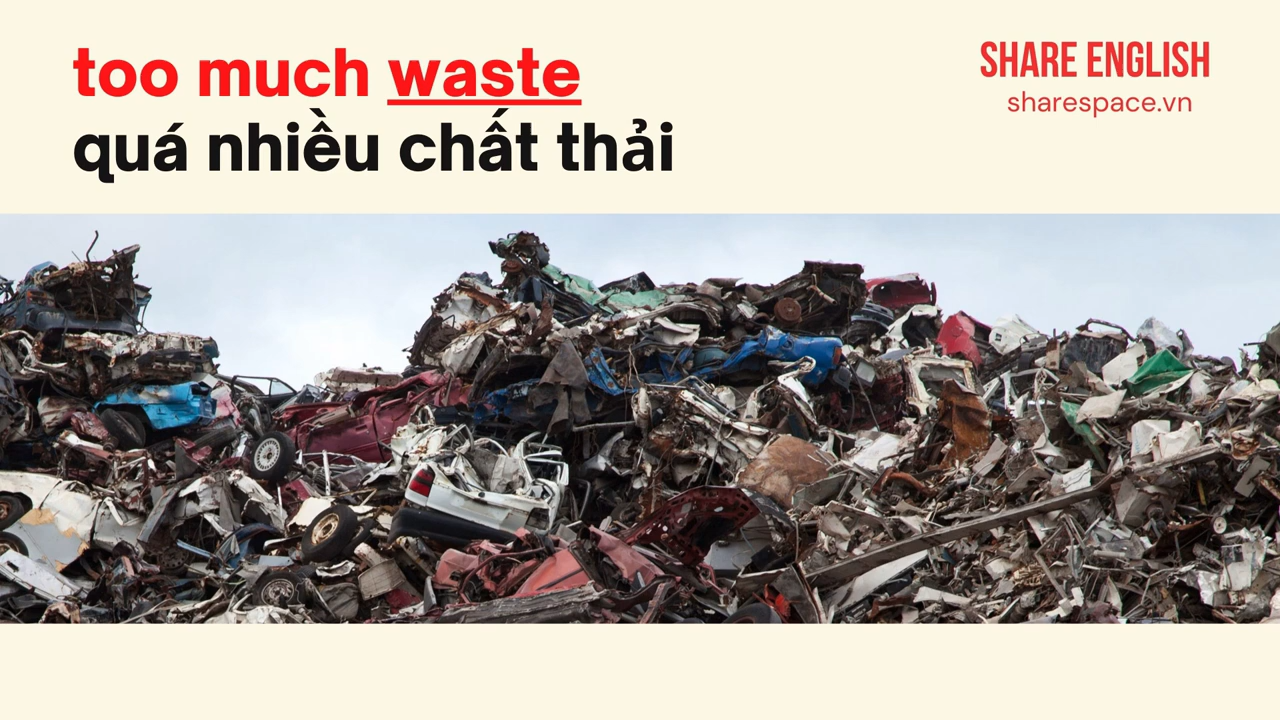 too much waste
quá nhiều chất thải
SHARE ENGLISH
sharespace.vn